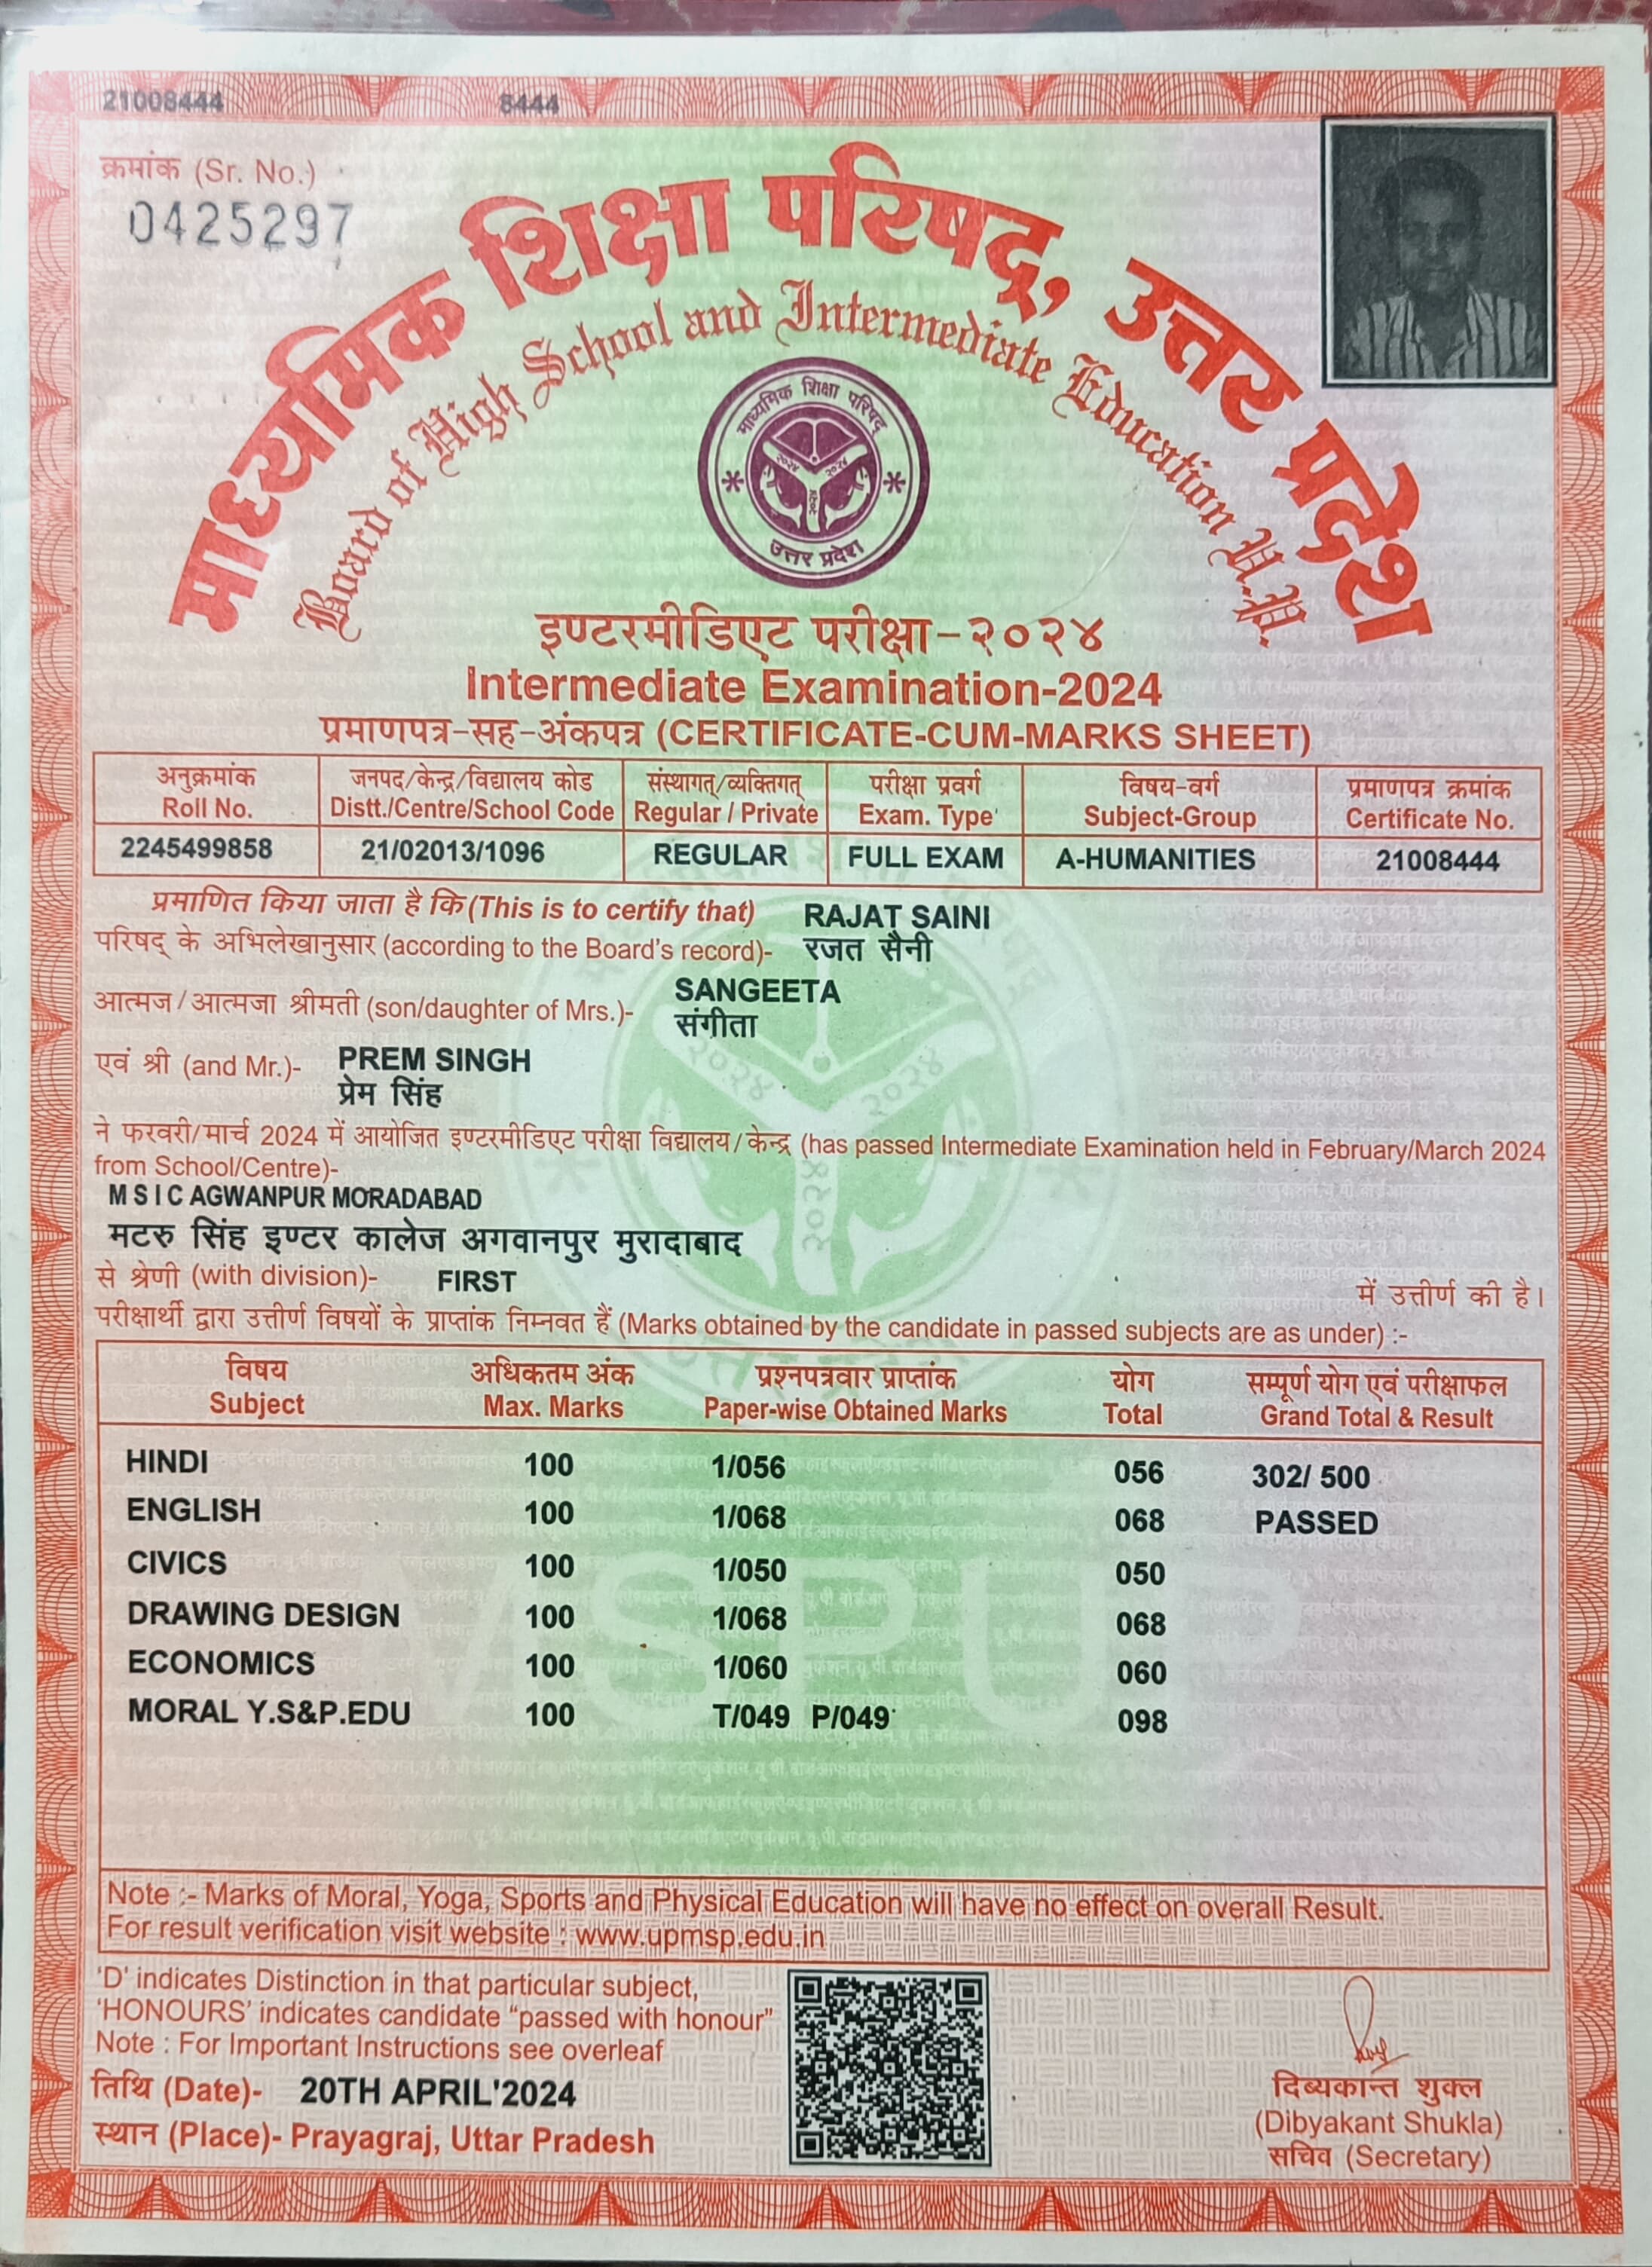 21008444 8444
क्रमांक (Sr. No.)
0425297
माध्यमिक शिक्षा परिषद्, उत्तर प्रदेश
Board of High School and Intermediate Education U.P.
माध्यमिक शिक्षा परिषद्
२०२४ २०२४
२०२४
उत्तर प्रदेश
इण्टरमीडिएट परीक्षा-२०२४
Intermediate Examination-2024
प्रमाणपत्र-सह-अंकपत्र (CERTIFICATE-CUM-MARKS SHEET)
अनुक्रमांक जनपद/केन्द्र/विद्यालय कोड संस्थागत्/व्यक्तिगत् परीक्षा प्रवर्ग विषय-वर्ग प्रमाणपत्र क्रमांक
Roll No. Distt./Centre/School Code Regular / Private Exam. Type Subject-Group Certificate No.
2245499858 21/02013/1096 REGULAR FULL EXAM A-HUMANITIES 21008444
प्रमाणित किया जाता है कि (This is to certify that) RAJAT SAINI
परिषद् के अभिलेखानुसार (according to the Board's record)- रजत सैनी
SANGEETA
आत्मज/आत्मजा श्रीमती (son/daughter of Mrs.)- संगीता
एवं श्री (and Mr.)- PREM SINGH
प्रेम सिंह
ने फरवरी/मार्च 2024 में आयोजित इण्टरमीडिएट परीक्षा विद्यालय/केन्द्र (has passed Intermediate Examination held in February/March 2024
from School/Centre)-
M S I C AGWANPUR MORADABAD
मटरु सिंह इण्टर कालेज अगवानपुर मुरादाबाद
से श्रेणी (with division)- FIRST में उत्तीर्ण की है।
परीक्षार्थी द्वारा उत्तीर्ण विषयों के प्राप्तांक निम्नवत हैं (Marks obtained by the candidate in passed subjects are as under) :-
विषय अधिकतम अंक प्रश्नपत्रवार प्राप्तांक योग सम्पूर्ण योग एवं परीक्षाफल
Subject Max. Marks Paper-wise Obtained Marks Total Grand Total & Result
HINDI 100 1/056 056 302/ 500
ENGLISH 100 1/068 068 PASSED
CIVICS 100 1/050 050
DRAWING DESIGN 100 1/068 068
ECONOMICS 100 1/060 060
MORAL Y.S&P.EDU 100 T/049 P/049 098
Note :- Marks of Moral, Yoga, Sports and Physical Education will have no effect on overall Result.
For result verification visit website : www.upmsp.edu.in
'D' indicates Distinction in that particular subject,
'HONOURS' indicates candidate "passed with honour"
Note : For Important Instructions see overleaf
तिथि (Date)- 20TH APRIL'2024
स्थान (Place)- Prayagraj, Uttar Pradesh
दिब्यकान्त शुक्ल
(Dibyakant Shukla)
सचिव (Secretary)